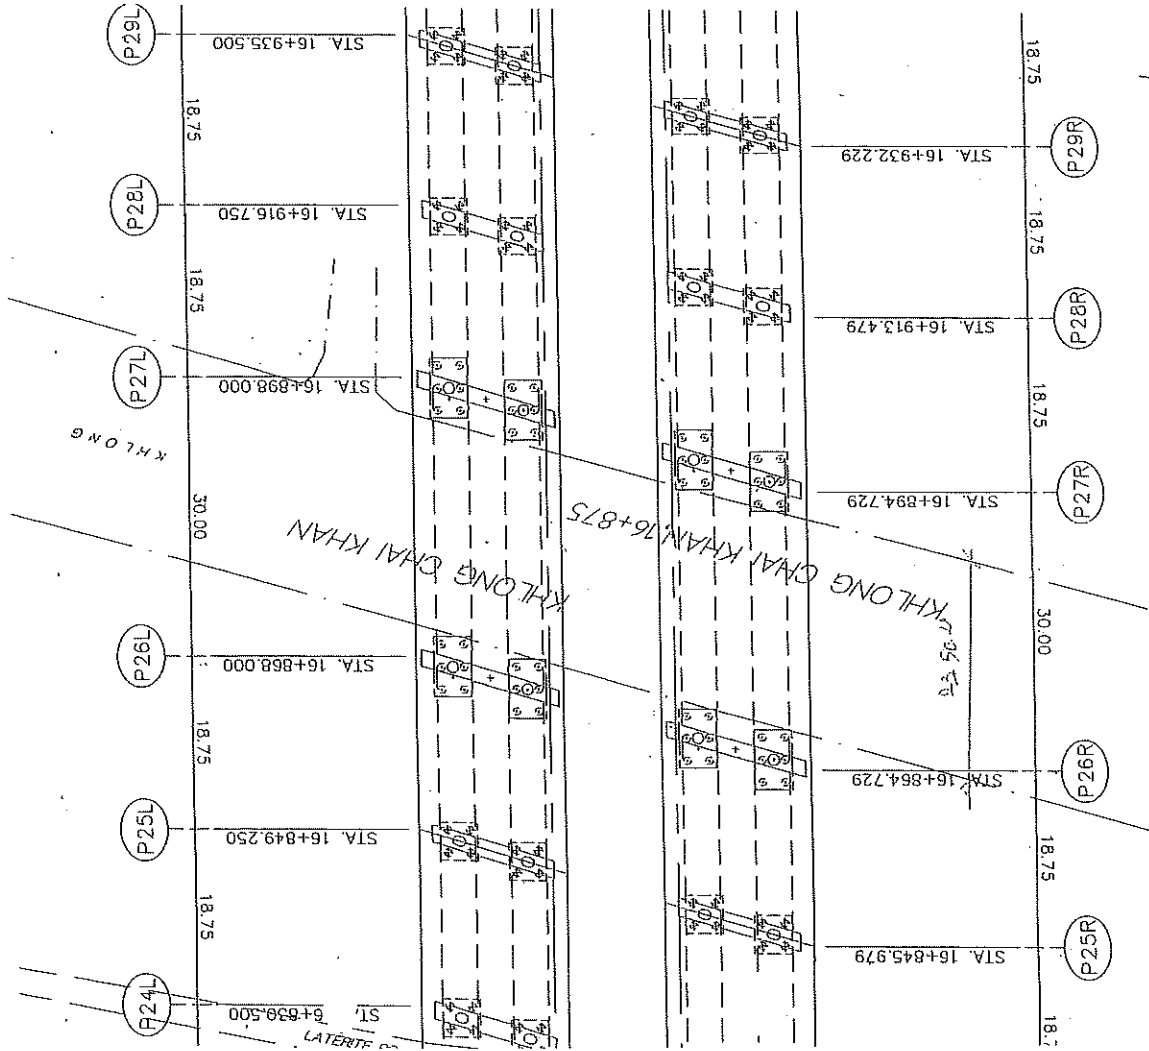 P29L
STA. 16+935.500
18.75
18.75
P29R
STA. 16+932.229
P28L
STA. 16+916.750
18.75
18.75
P28R
STA. 16+913.479
P27L
STA. 16+898.000
18.75
KHLONG
P27R
STA. 16+894.729
30.00
KHLONG CHAI KHAN
KHLONG CHAI KHAN,16+875
30.00
P26L
STA. 16+868.000
18.75
P26R
STA. 16+864.729
P25L
STA. 16+849.250
18.75
18.75
P25R
STA. 16+845.979
P24L
LATERITE